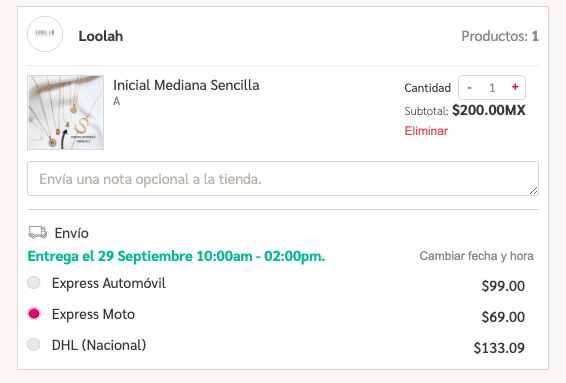 LOOLAH
Loolah
Productos: 1
Inicial Mediana Sencilla
A
Cantidad - 1 +
Subtotal: $200.00MX
Eliminar
Envía una nota opcional a la tienda.
Envío
Entrega el 29 Septiembre 10:00am - 02:00pm.
Cambiar fecha y hora
Express Automóvil $99.00
Express Moto $69.00
DHL (Nacional) $133.09